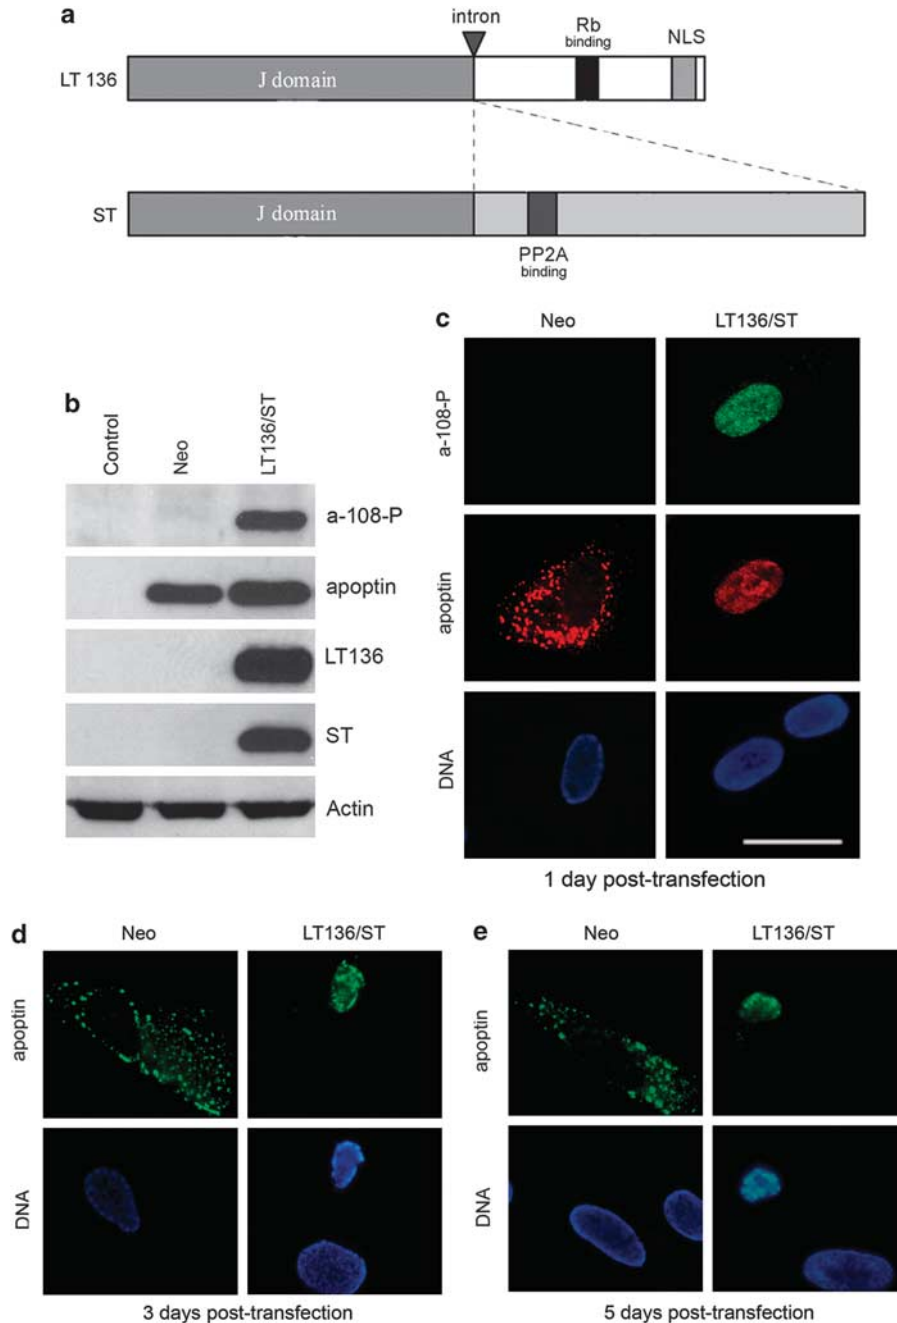 a
intron
Rb
binding
NLS
LT 136
J domain
ST
J domain
PP2A
binding
b
Control
Neo
LT136/ST
a-108-P
apoptin
LT136
ST
Actin
c
Neo
LT136/ST
a-108-P
apoptin
DNA
1 day post-transfection
d
Neo
LT136/ST
apoptin
DNA
3 days post-transfection
e
Neo
LT136/ST
apoptin
DNA
5 days post-transfection